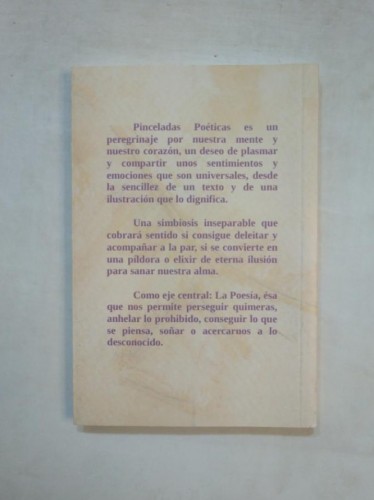 Pinceladas Poéticas es un
peregrinaje por nuestra mente y
nuestro corazón, un deseo de plasmar
y compartir unos sentimientos y
emociones que son universales, desde
la sencillez de un texto y de una
ilustración que lo dignifica.
Una simbiosis inseparable que
cobrará sentido si consigue deleitar y
acompañar a la par, si se convierte en
una píldora o elixir de eterna ilusión
para sanar nuestra alma.
Como eje central: La Poesía, ésa
que nos permite perseguir quimeras,
anhelar lo prohibido, conseguir lo que
se piensa, soñar o acercarnos a lo
desconocido.